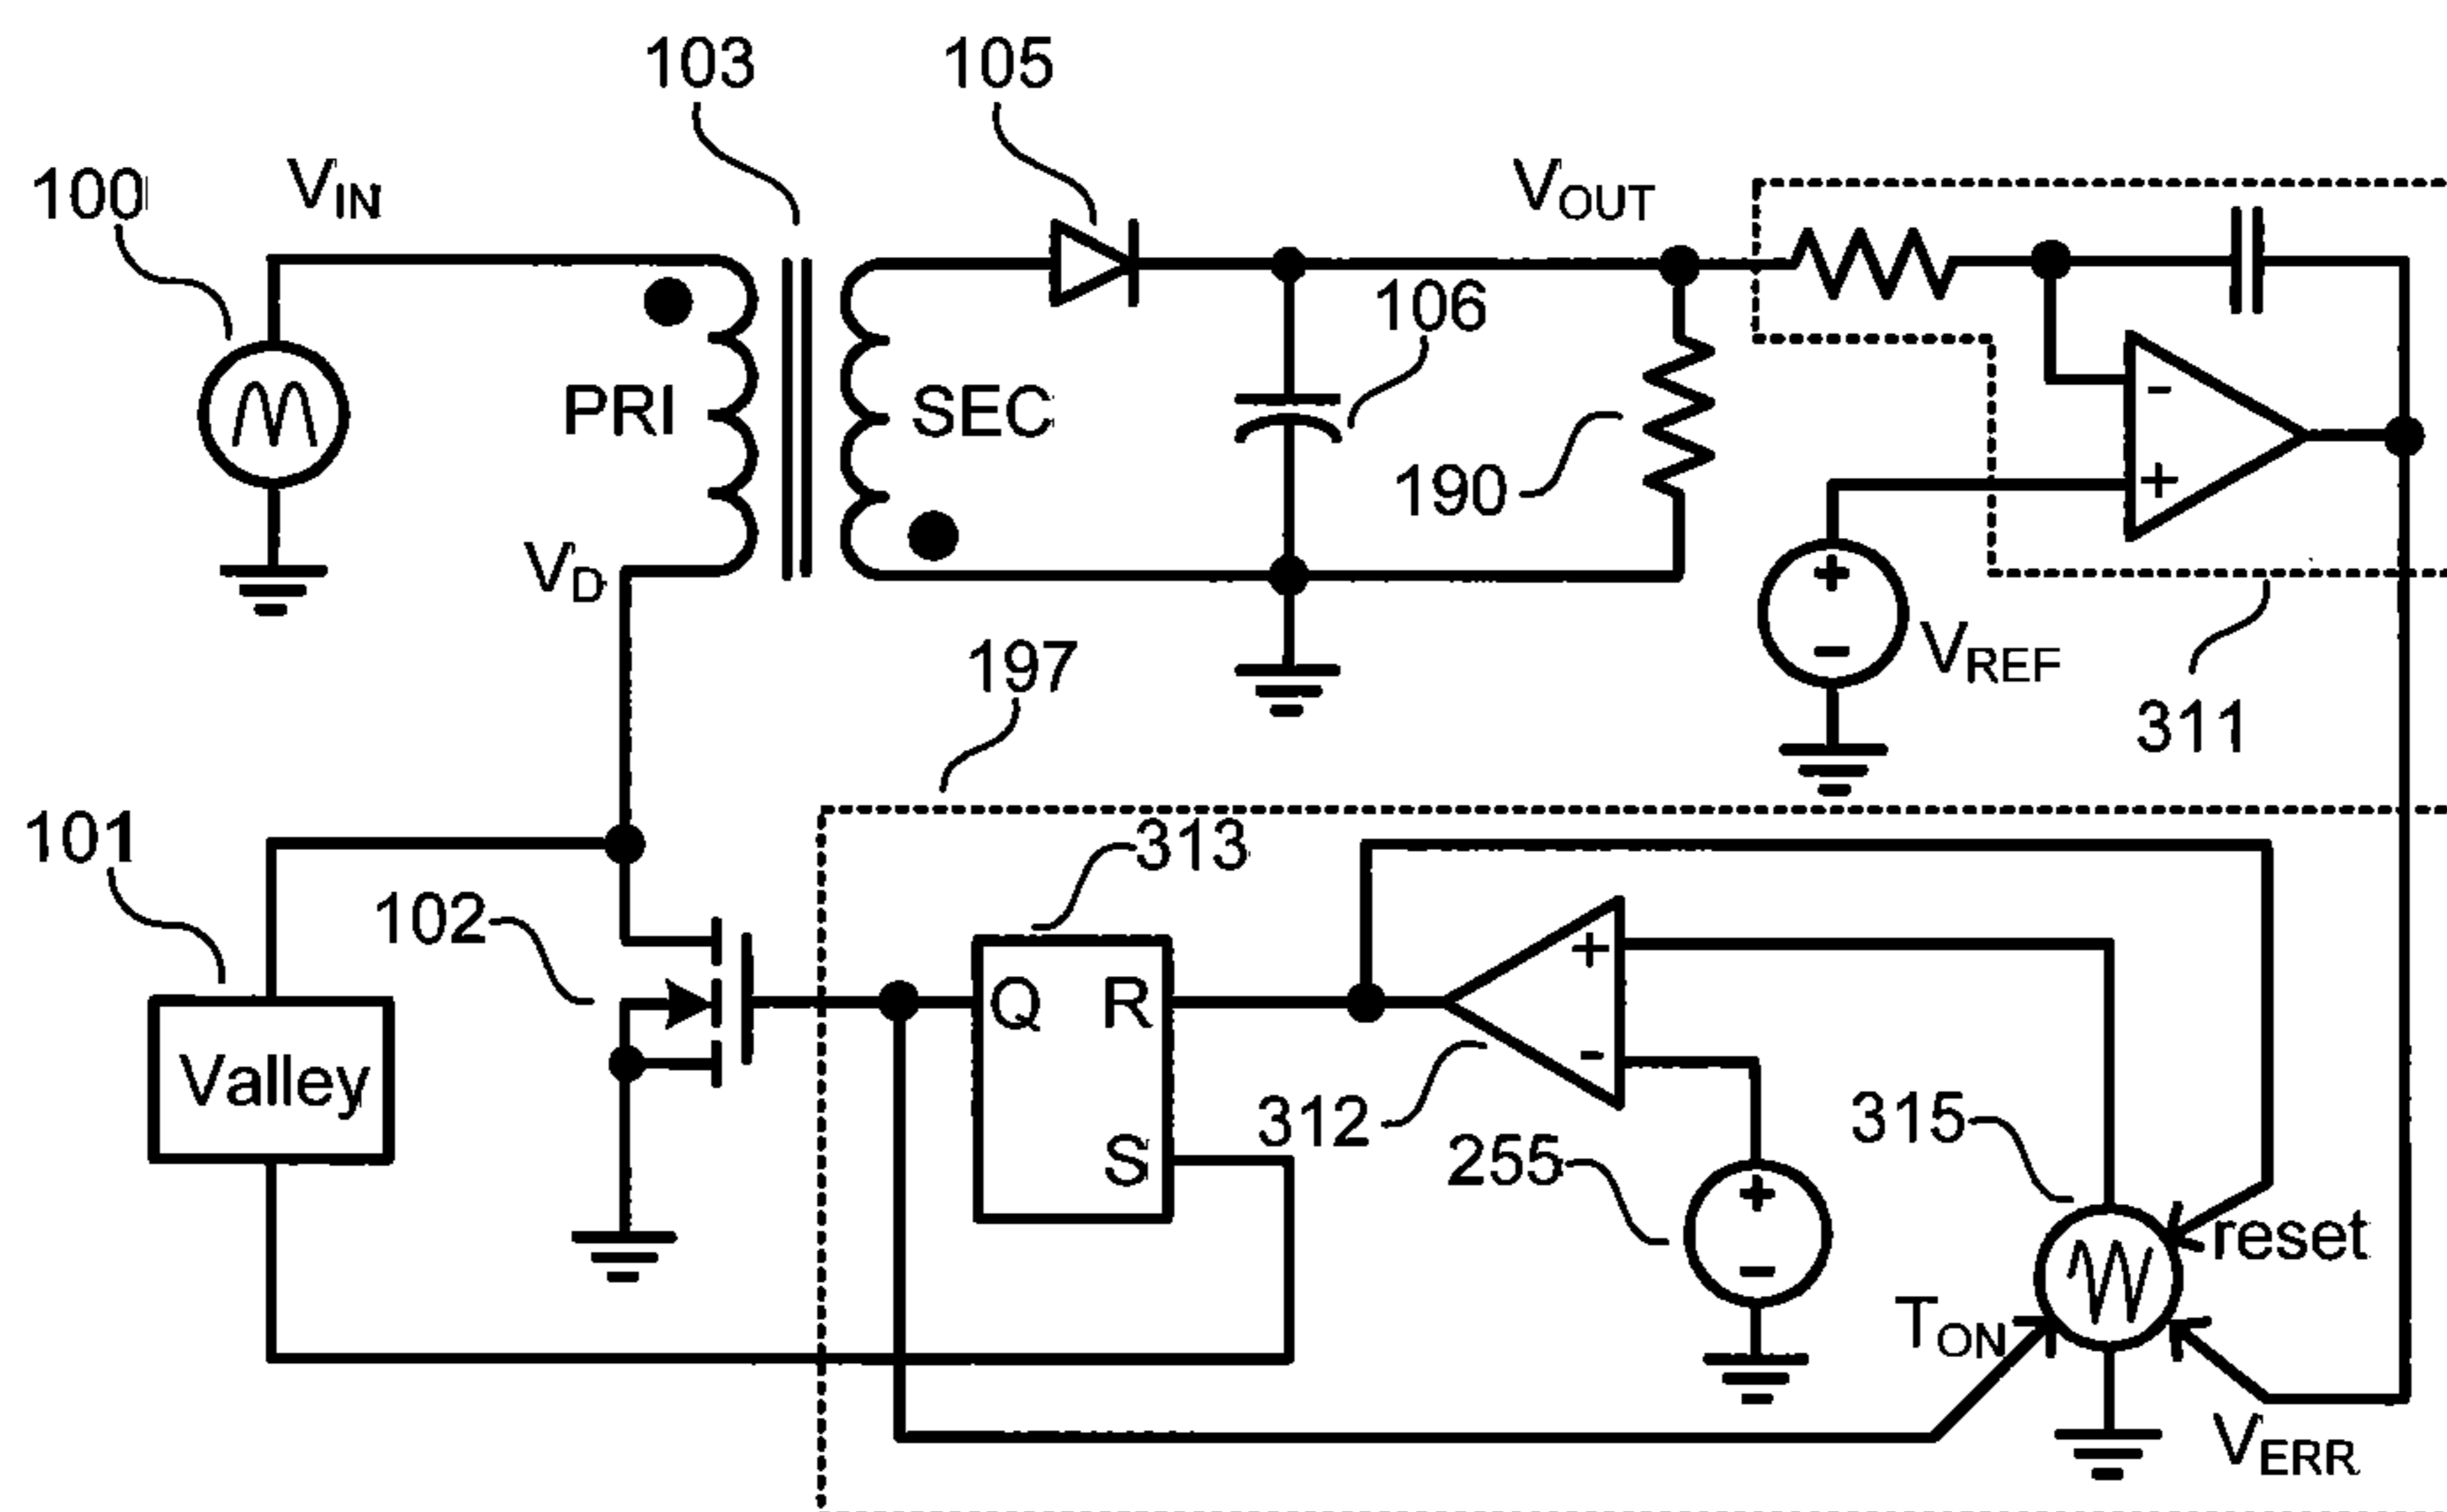 103
105
100
VIN
VOUT
106
PRI
SEC
-
190
+
VD
+
-
197
VREF
311
101
313
102
+
Q
R
-
Valley
312
315
S
255
+
reset
-
TON
VERR